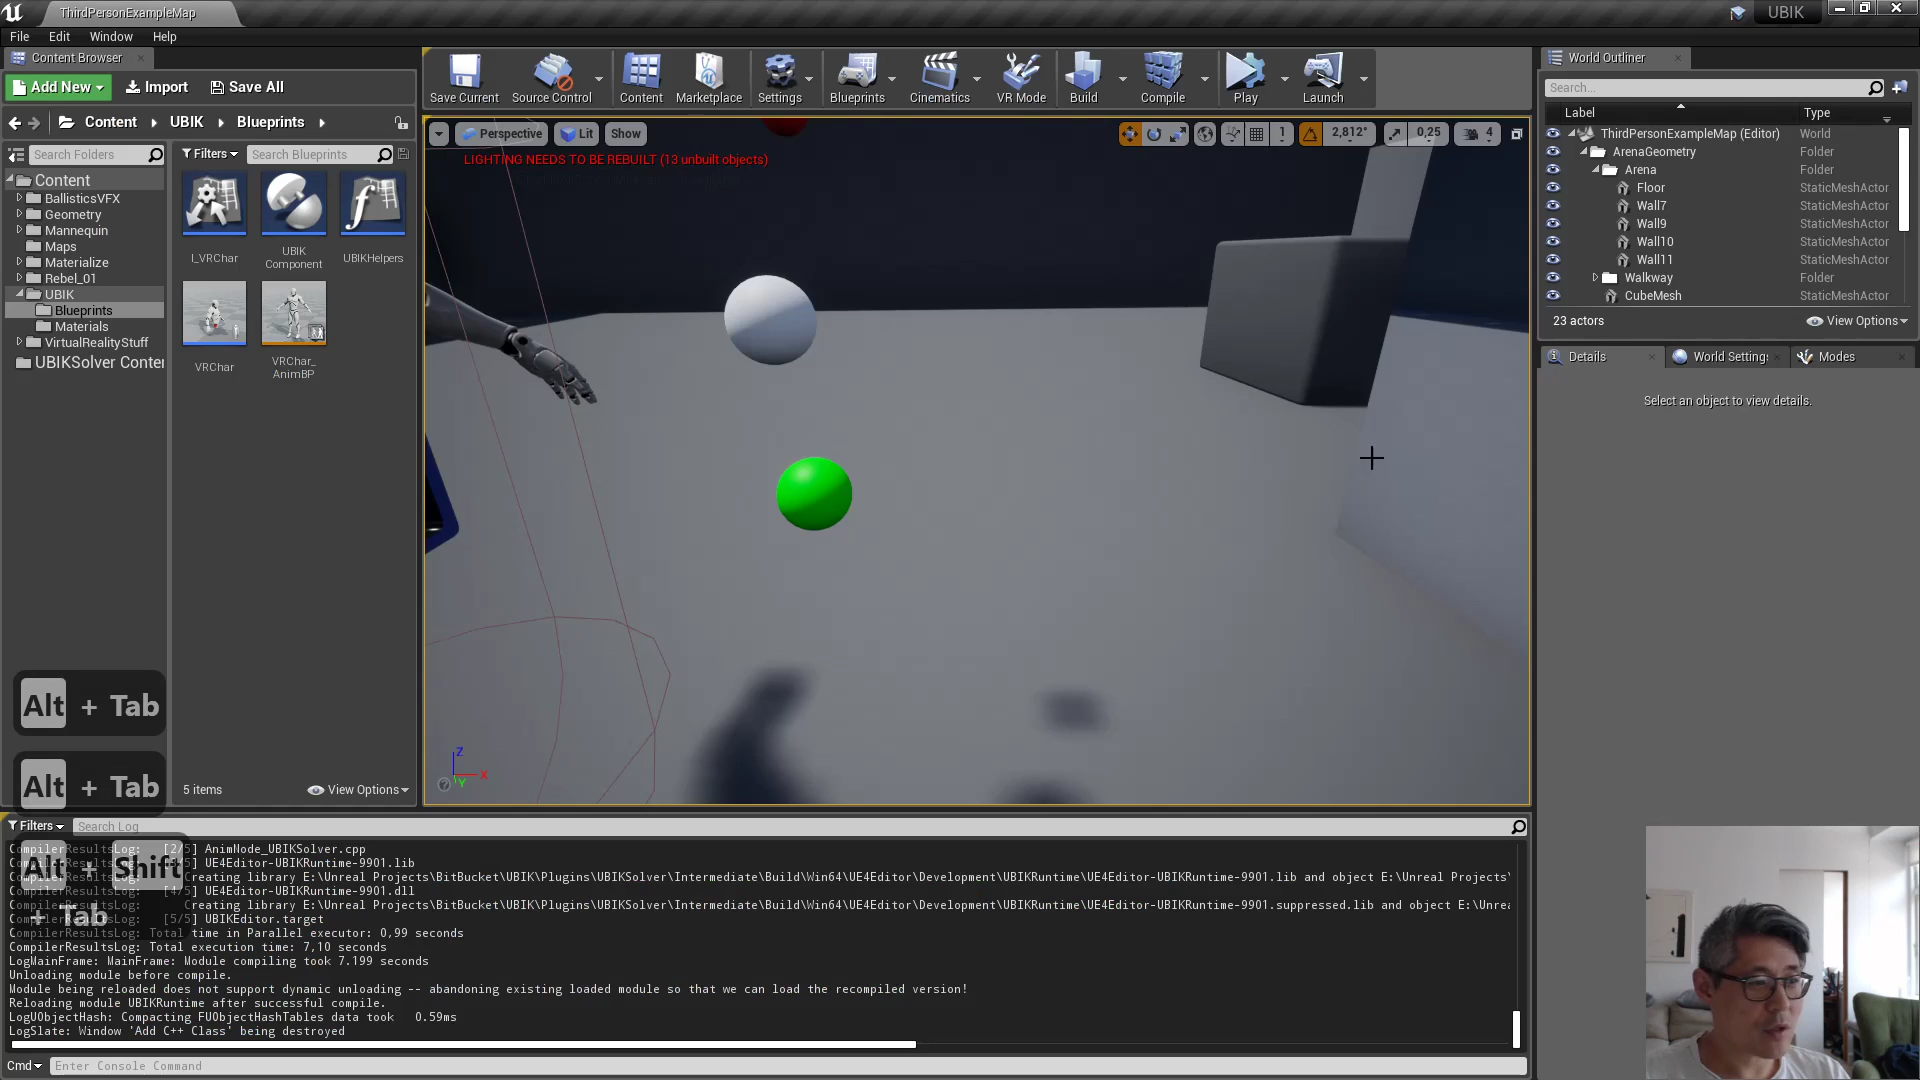 ThirdPersonExampleMap
UBIK
File Edit Window Help
Content Browser
Add New Import Save All
Content UBIK Blueprints
Search Folders
Filters Search Blueprints
Content
BallisticsVFX
Geometry
Mannequin
Maps
Materialize
Rebel_01
UBIK
Blueprints
Materials
VirtualRealityStuff
UBIKSolver Conter
I_VRChar
UBIK
Component
UBIKHelpers
VRChar
VRChar_
AnimBP
5 items View Options
Save Current Source Control Content Marketplace Settings Blueprints Cinematics VR Mode Build Compile Play Launch
Perspective Lit Show
1 2,812° 0,25 4
LIGHTING NEEDS TO BE REBUILT (13 unbuilt objects)
Z
X
Y
World Outliner
Search...
Label Type
ThirdPersonExampleMap (Editor) World
ArenaGeometry Folder
Arena Folder
Floor StaticMeshActor
Wall7 StaticMeshActor
Wall9 StaticMeshActor
Wall10 StaticMeshActor
Wall11 StaticMeshActor
Walkway Folder
CubeMesh StaticMeshActor
23 actors View Options
Details World Settings Modes
Select an object to view details.
Alt + Tab
Alt + Tab
Alt + Shift
+ Tab
Filters Search Log
CompilerResultsLog: [2/5] AnimNode_UBIKSolver.cpp
UE4Editor-UBIKRuntime-9901.lib
Creating library E:\Unreal Projects\BitBucket\UBIK\Plugins\UBIKSolver\Intermediate\Build\Win64\UE4Editor\Development\UBIKRuntime\UE4Editor-UBIKRuntime-9901.lib and object E:\Unreal Projects\
UE4Editor-UBIKRuntime-9901.dll
Creating library E:\Unreal Projects\BitBucket\UBIK\Plugins\UBIKSolver\Intermediate\Build\Win64\UE4Editor\Development\UBIKRuntime\UE4Editor-UBIKRuntime-9901.suppressed.lib and object E:\Unrea
[5/5] UBIKEditor.target
CompilerResultsLog: Total time in Parallel executor: 0,99 seconds
CompilerResultsLog: Total execution time: 7,10 seconds
LogMainFrame: MainFrame: Module compiling took 7.199 seconds
Unloading module before compile.
Module being reloaded does not support dynamic unloading -- abandoning existing loaded module so that we can load the recompiled version!
Reloading module UBIKRuntime after successful compile.
LogUObjectHash: Compacting FUObjectHashTables data took 0.59ms
LogSlate: Window 'Add C++ Class' being destroyed
Cmd Enter Console Command